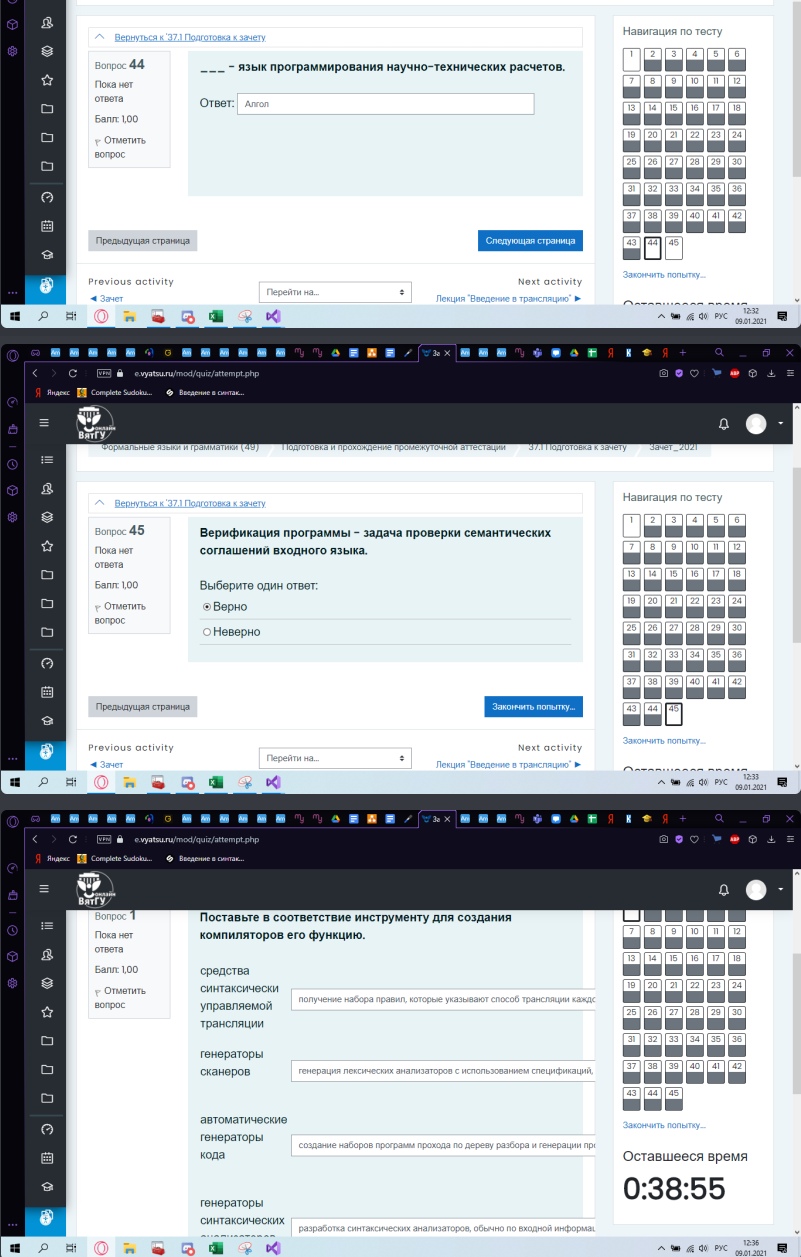 Вернуться к '37.1 Подготовка к зачету
Навигация по тесту
Вопрос 44
Пока нет
ответа
Балл: 1,00
Отметить
вопрос
___ - язык программирования научно-технических расчетов.
Ответ: Алгол
1 2 3 4 5 6
7 8 9 10 11 12
13 14 15 16 17 18
19 20 21 22 23 24
25 26 27 28 29 30
31 32 33 34 35 36
37 38 39 40 41 42
43 44 45
Предыдущая страница
Следующая страница
Закончить попытку...
Previous activity
◄ Зачет
Перейти на...
Next activity
Лекция "Введение в трансляцию" ►
Оставшееся время
РУС
12:32
09.01.2021
За
VPN e.vyatsu.ru/mod/quiz/attempt.php
ABP
Яндекс Complete Sudoku... Введение в синтак...
онлайн
ВятГУ
Формальные языки и грамматики (49) Подготовка и прохождение промежуточной аттестации 37.1 Подготовка к зачету Зачет_2021
Вернуться к '37.1 Подготовка к зачету
Навигация по тесту
Вопрос 45
Пока нет
ответа
Балл: 1,00
Отметить
вопрос
Верификация программы - задача проверки семантических
соглашений входного языка.
Выберите один ответ:
Верно
Неверно
1 2 3 4 5 6
7 8 9 10 11 12
13 14 15 16 17 18
19 20 21 22 23 24
25 26 27 28 29 30
31 32 33 34 35 36
37 38 39 40 41 42
43 44 45
Предыдущая страница
Закончить попытку...
Закончить попытку...
Previous activity
◄ Зачет
Перейти на...
Next activity
Лекция "Введение в трансляцию" ►
Оставшееся время
РУС
12:33
09.01.2021
За
VPN e.vyatsu.ru/mod/quiz/attempt.php
ABP
Яндекс Complete Sudoku... Введение в синтак...
онлайн
ВятГУ
Вопрос 1
Пока нет
ответа
Балл: 1,00
Отметить
вопрос
Поставьте в соответствие инструменту для создания
компиляторов его функцию.
средства
синтаксически
управляемой
трансляции
получение набора правил, которые указывают способ трансляции каждо
генераторы
сканеров
генерация лексических анализаторов с использованием спецификаций,
автоматические
генераторы
кода
создание наборов программ прохода по дереву разбора и генерации про
генераторы
синтаксических
анализаторов
разработка синтаксических анализаторов, обычно по входной информац
7 8 9 10 11 12
13 14 15 16 17 18
19 20 21 22 23 24
25 26 27 28 29 30
31 32 33 34 35 36
37 38 39 40 41 42
43 44 45
Закончить попытку...
Оставшееся время
0:38:55
РУС
12:36
09.01.2021